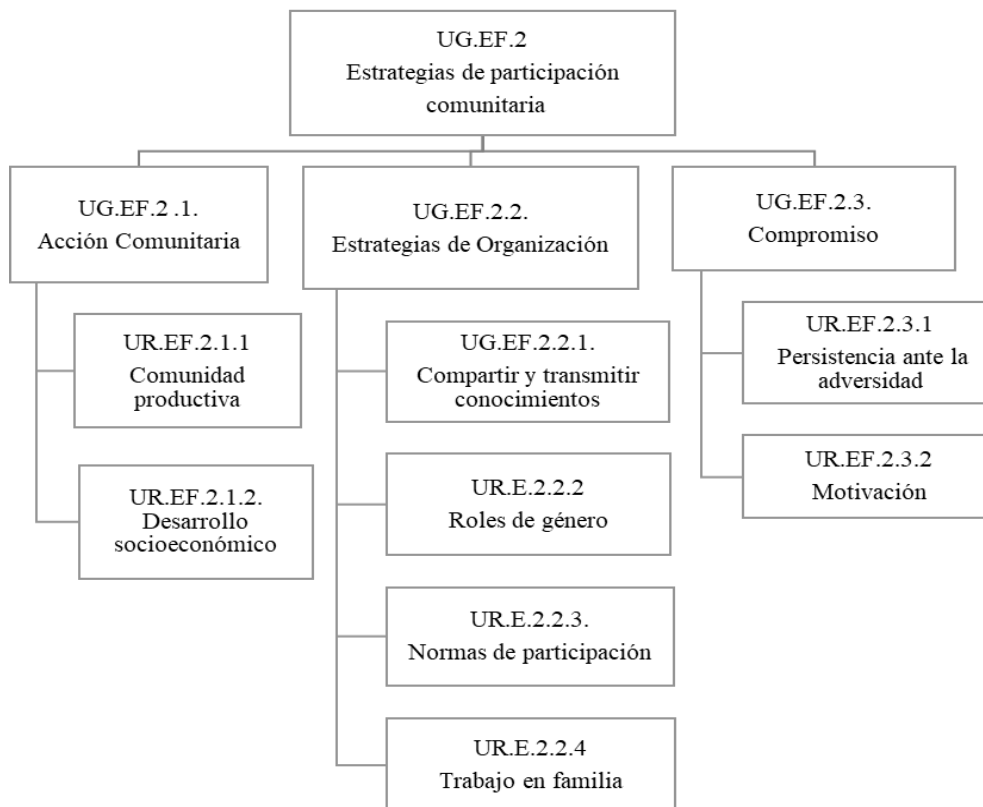 UG.EF.2
Estrategias de participación
comunitaria
UG.EF.2 .1.
Acción Comunitaria
UR.EF.2.1.1
Comunidad
productiva
UR.EF.2.1.2.
Desarrollo
socioeconómico
UG.EF.2.2.
Estrategias de Organización
UG.EF.2.2.1.
Compartir y transmitir
conocimientos
UR.E.2.2.2
Roles de género
UR.E.2.2.3.
Normas de participación
UR.E.2.2.4
Trabajo en familia
UG.EF.2.3.
Compromiso
UR.EF.2.3.1
Persistencia ante la
adversidad
UR.EF.2.3.2
Motivación